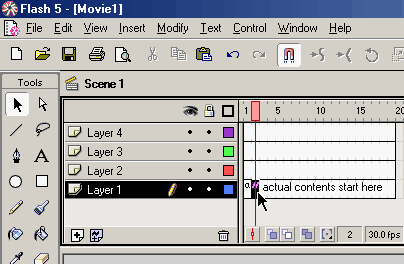 Flash 5 - [Movie1]
File Edit View Insert Modify Text Control Window Help
Tools
Scene 1
1 5 10 15 20
Layer 4
Layer 3
Layer 2
Layer 1 a actual contents start here
A
2 30.0 fps